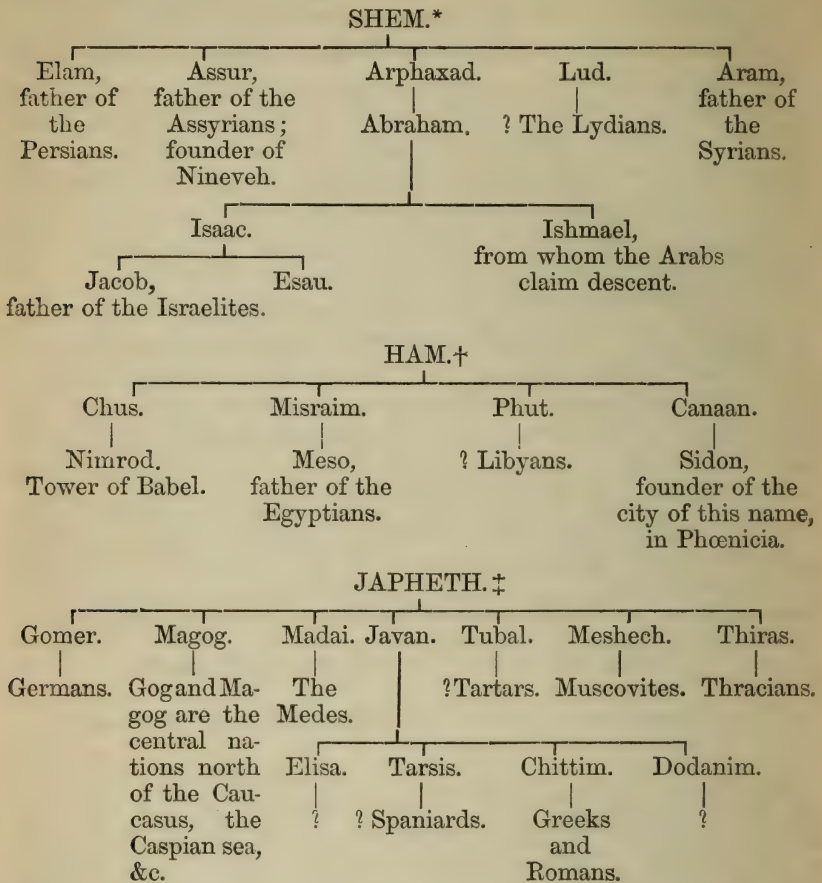 SHEM.*
Elam, Assur, Arphaxad. Lud. Aram,
father of father of the father of
the Assyrians; Abraham. ? The Lydians. the
Persians. founder of Syrians.
Nineveh.
Isaac. Ishmael,
from whom the Arabs
Jacob, Esau. claim descent.
father of the Israelites.
HAM.†
Chus. Misraim. Phut. Canaan.
Nimrod. Meso, ? Libyans. Sidon,
Tower of Babel. father of the founder of the
Egyptians. city of this name,
in Phœnicia.
JAPHETH.‡
Gomer. Magog. Madai. Javan. Tubal. Meshech. Thiras.
Germans. Gog and Ma- The ? Tartars. Muscovites. Thracians.
gog are the Medes.
central na-
tions north Elisa. Tarsis. Chittim. Dodanim.
of the Cau-
casus, the ? ? Spaniards. Greeks ?
Caspian sea, and
&c. Romans.